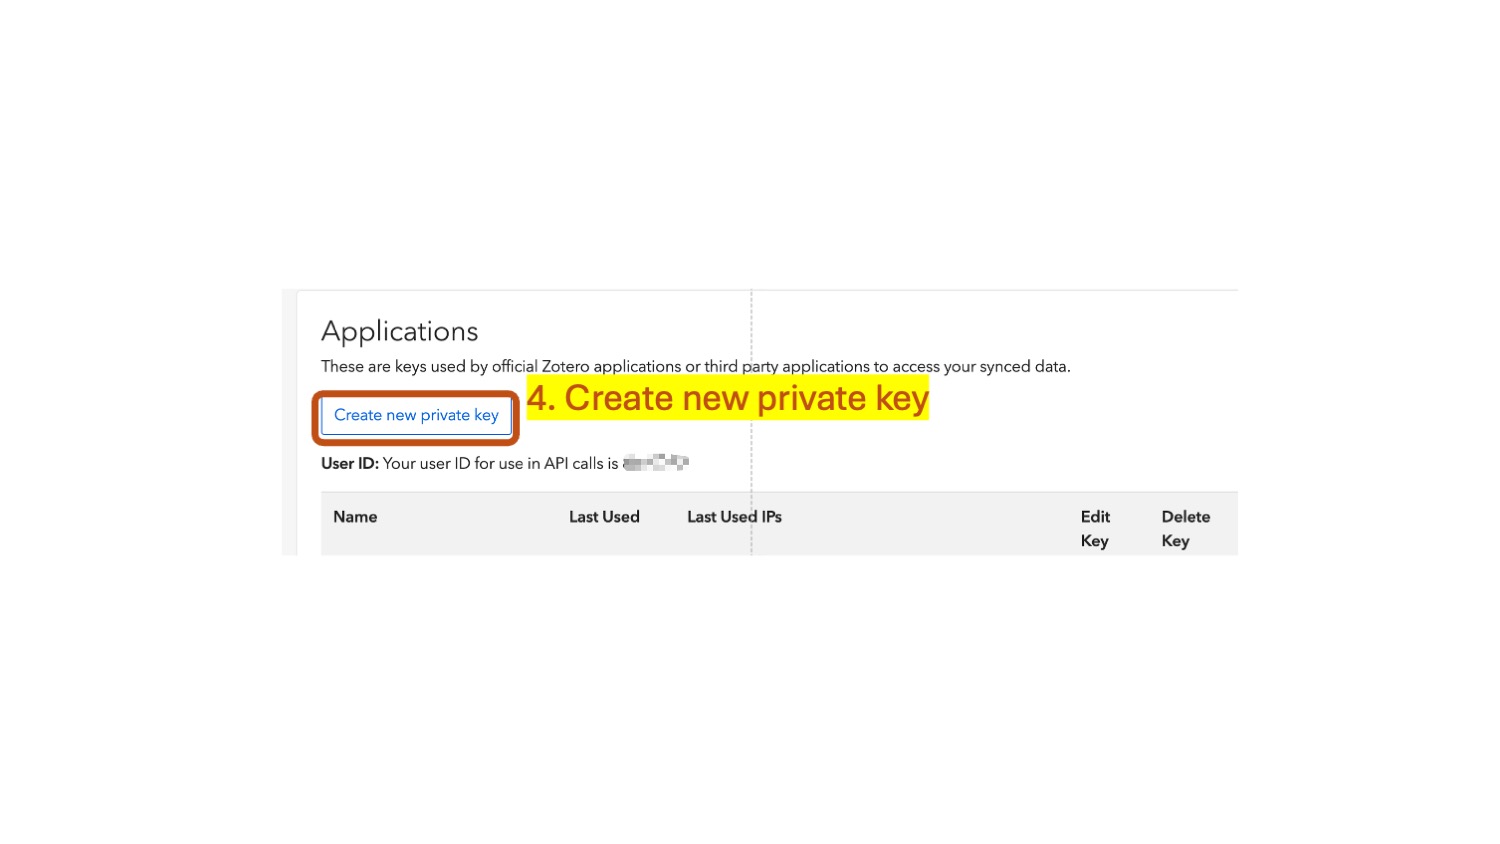 Applications
These are keys used by official Zotero applications or third party applications to access your synced data.
4. Create new private key
Create new private key
User ID: Your user ID for use in API calls is
Name Last Used Last Used IPs Edit Key Delete Key